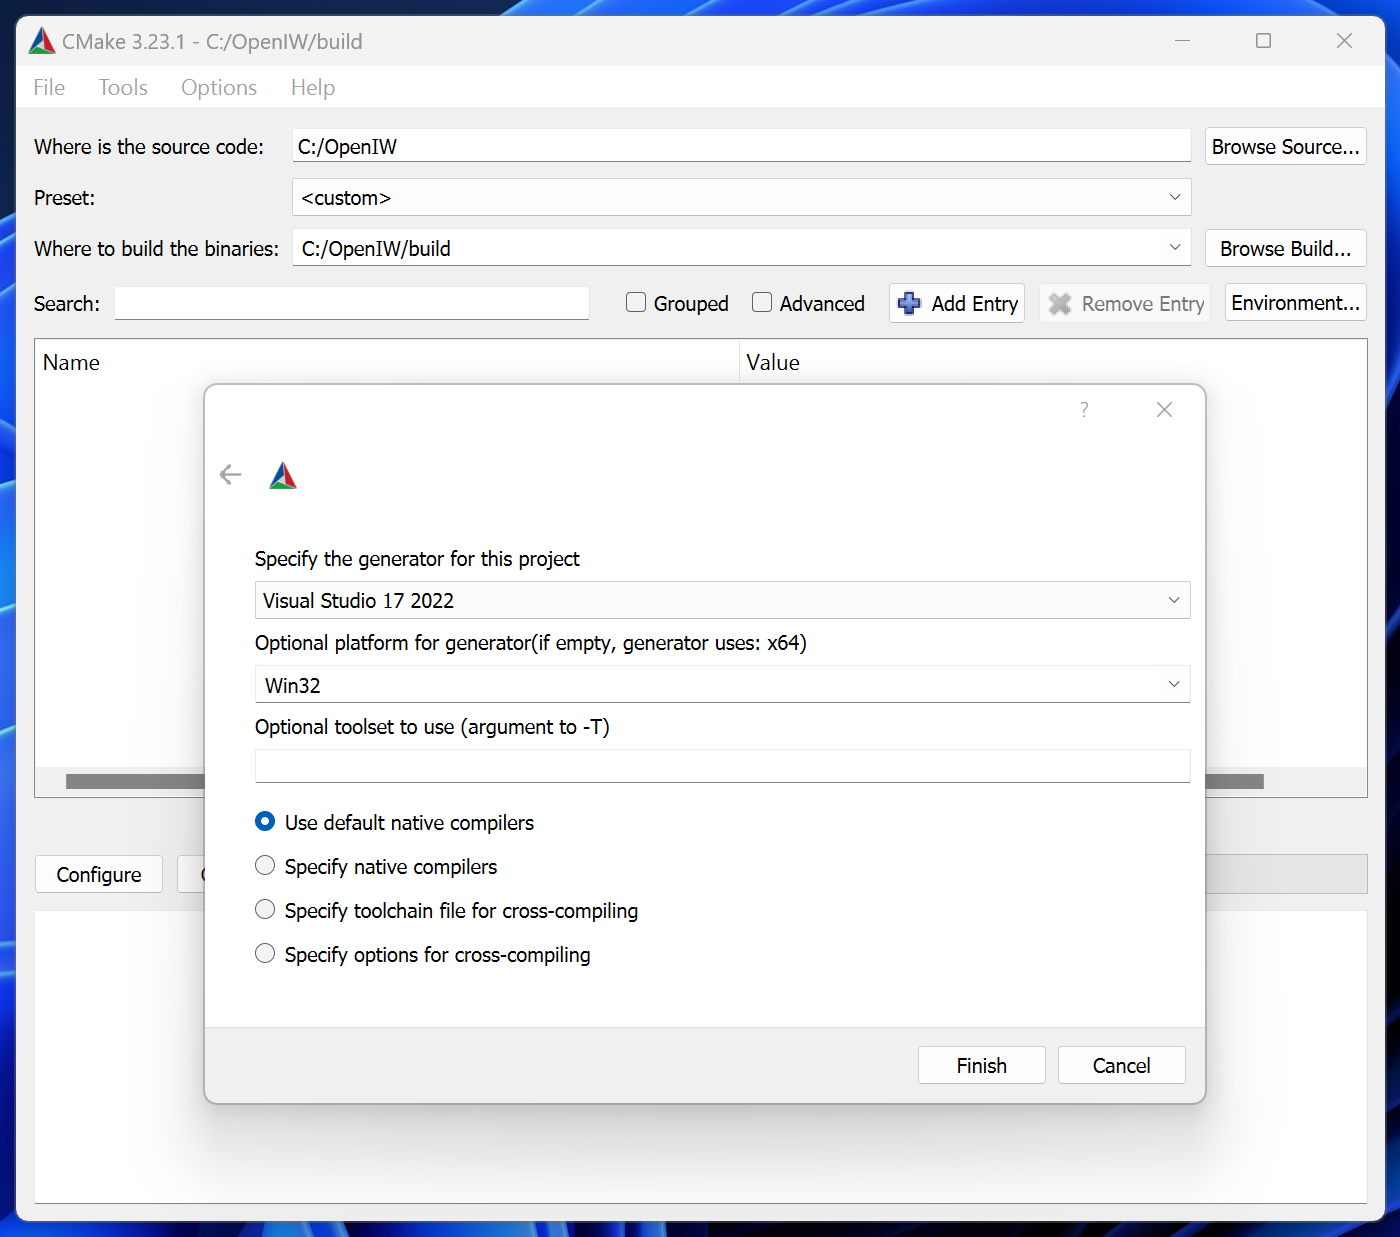 CMake 3.23.1 - C:/OpenIW/build
File Tools Options Help
Where is the source code: C:/OpenIW Browse Source...
Preset: <custom>
Where to build the binaries: C:/OpenIW/build Browse Build...
Search: Grouped Advanced Add Entry Remove Entry Environment...
Name Value
?
Specify the generator for this project
Visual Studio 17 2022
Optional platform for generator(if empty, generator uses: x64)
Win32
Optional toolset to use (argument to -T)
Use default native compilers
Specify native compilers
Configure
Specify toolchain file for cross-compiling
Specify options for cross-compiling
Finish Cancel